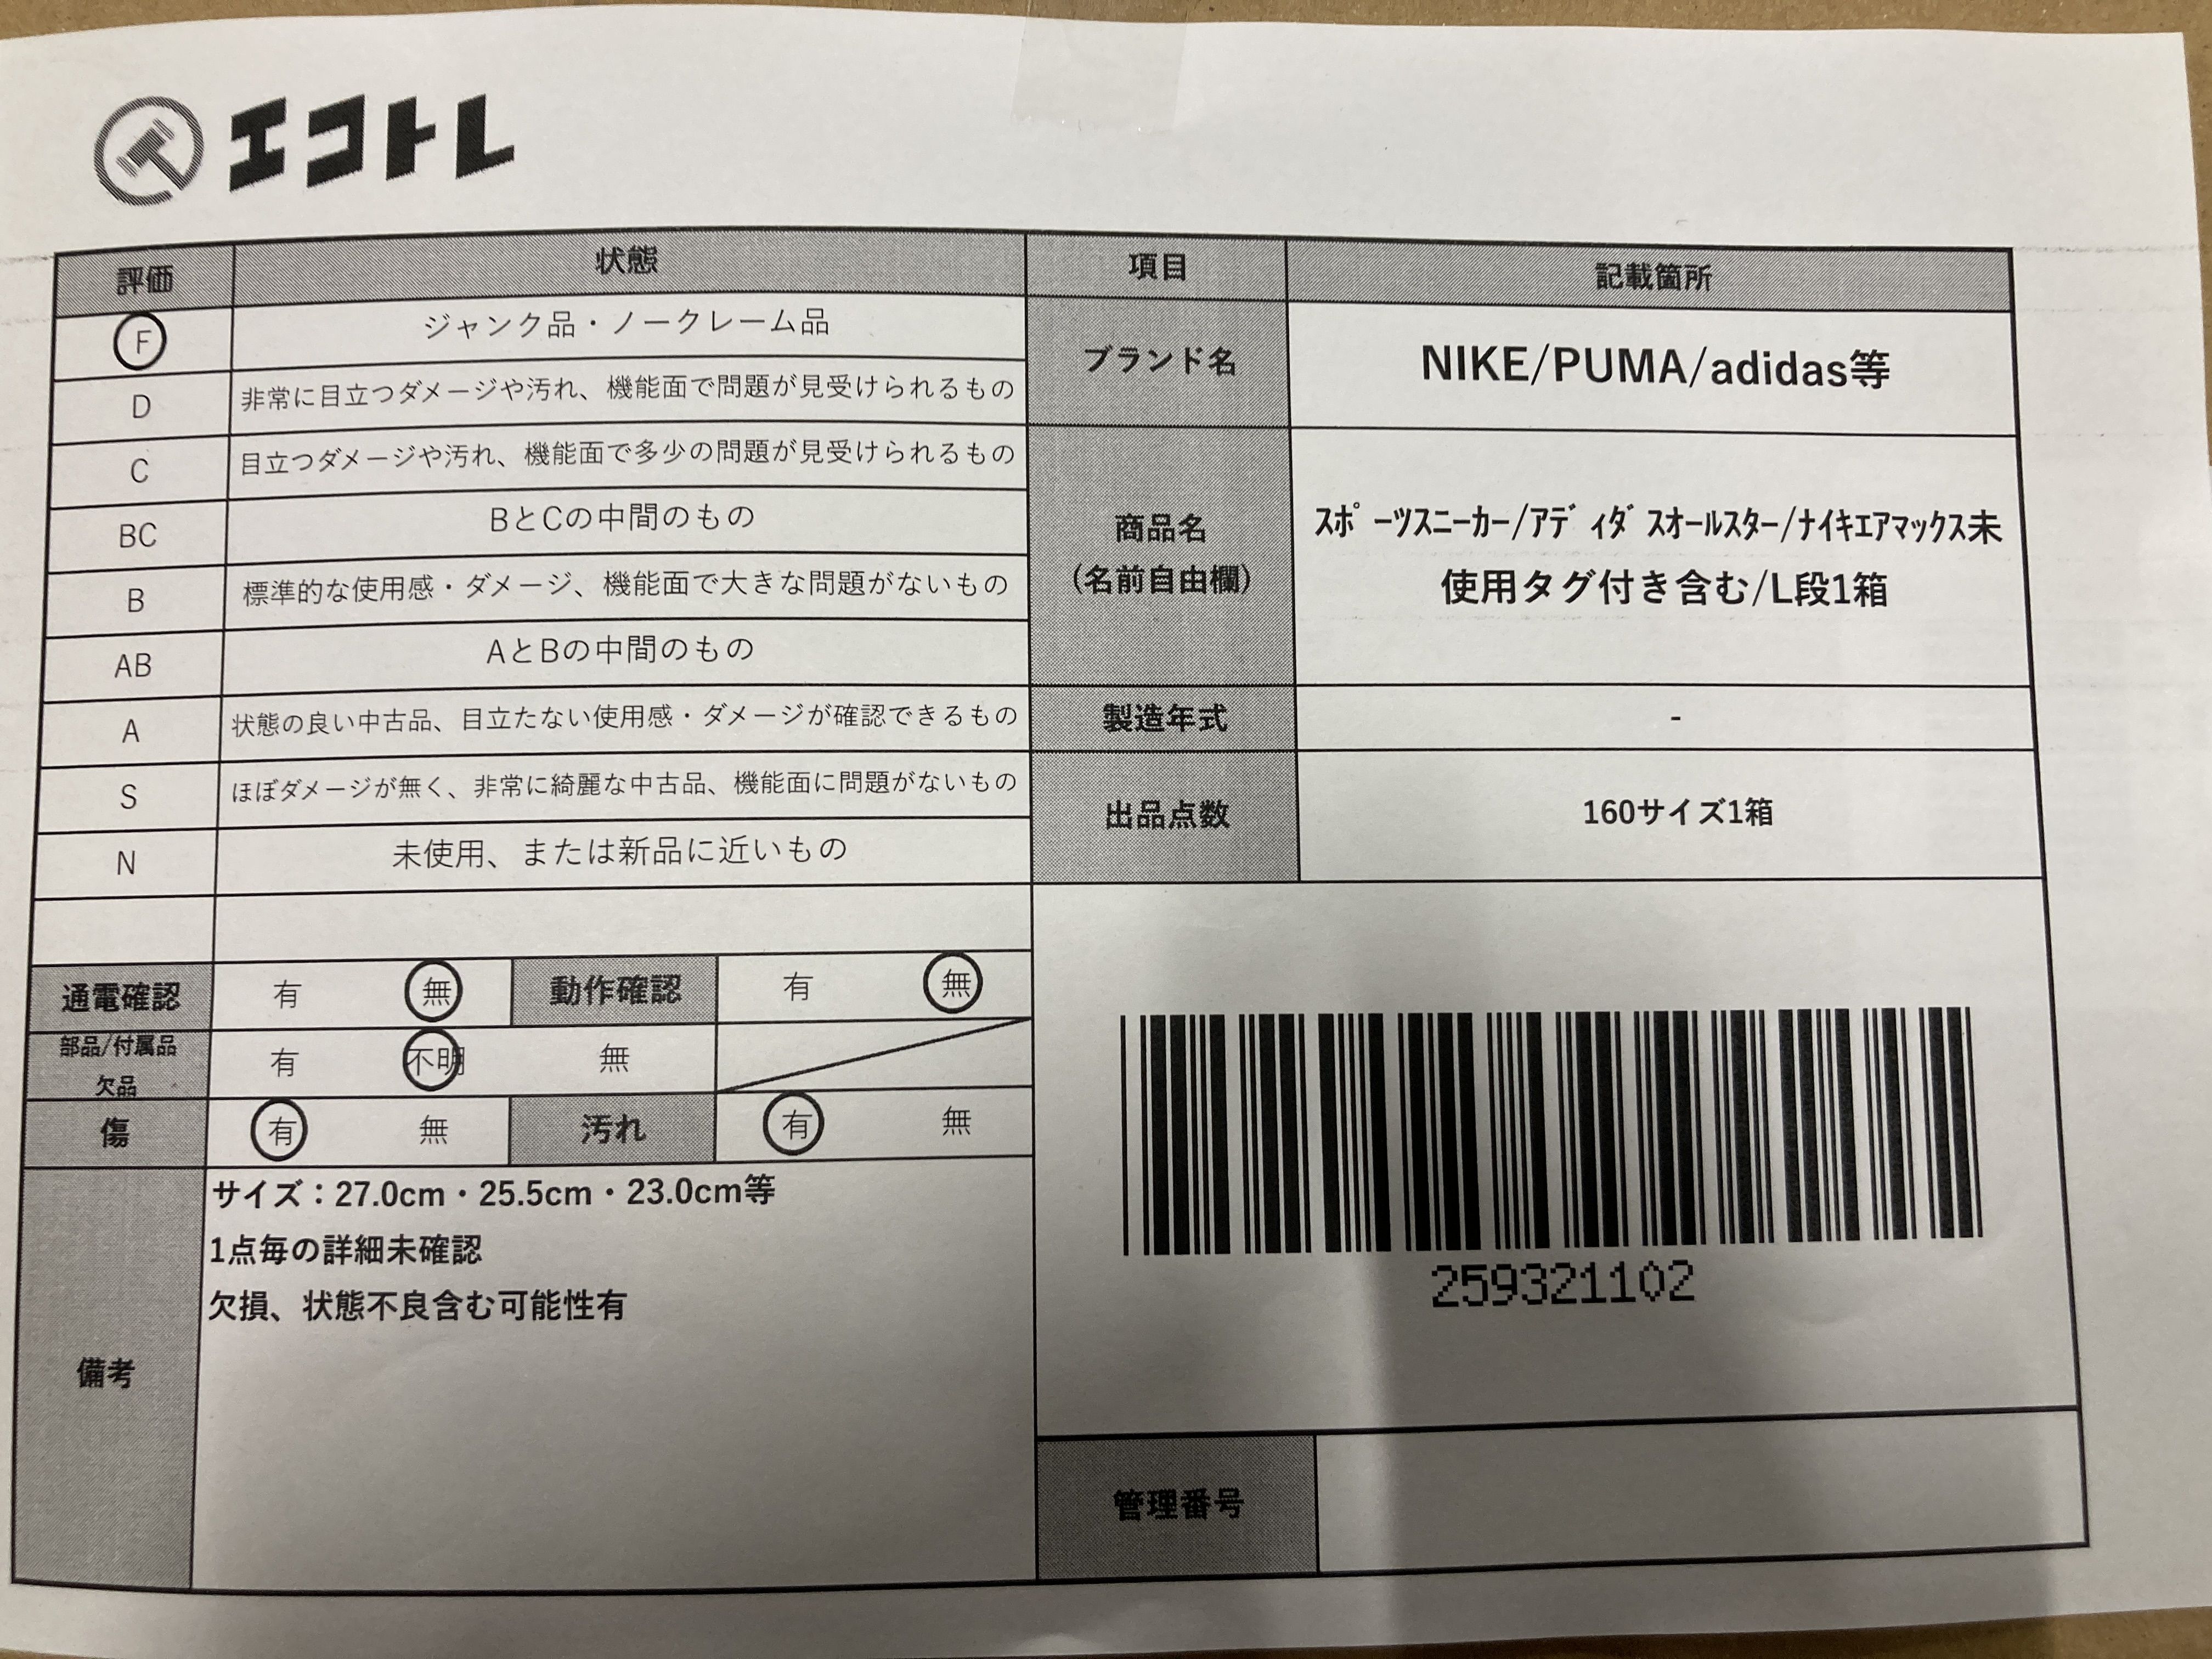 エコトレ
評価 状態
F ジャンク品・ノークレーム品
D 非常に目立つダメージや汚れ、機能面で問題が見受けられるもの
C 目立つダメージや汚れ、機能面で多少の問題が見受けられるもの
BC BとCの中間のもの
B 標準的な使用感・ダメージ、機能面で大きな問題がないもの
AB AとBの中間のもの
A 状態の良い中古品、目立たない使用感・ダメージが確認できるもの
S ほぼダメージが無く、非常に綺麗な中古品、機能面に問題がないもの
N 未使用、または新品に近いもの
通電確認 有 無 動作確認 有 無
部品/付属品
欠品 有 不明 無
傷 有 無 汚れ 有 無
備考
サイズ：27.0cm・25.5cm・23.0cm等
1点毎の詳細未確認
欠損、状態不良含む可能性有
項目 記載箇所
ブランド名 NIKE/PUMA/adidas等
商品名
(名前自由欄)
ｽﾎﾟｰﾂｽﾆｰｶｰ/ｱﾃﾞｨﾀﾞｽｵｰﾙｽﾀｰ/ﾅｲｷｴｱﾏｯｸｽ未
使用タグ付き含む/L段1箱
製造年式 -
出品点数 160サイズ1箱
259321102
管理番号